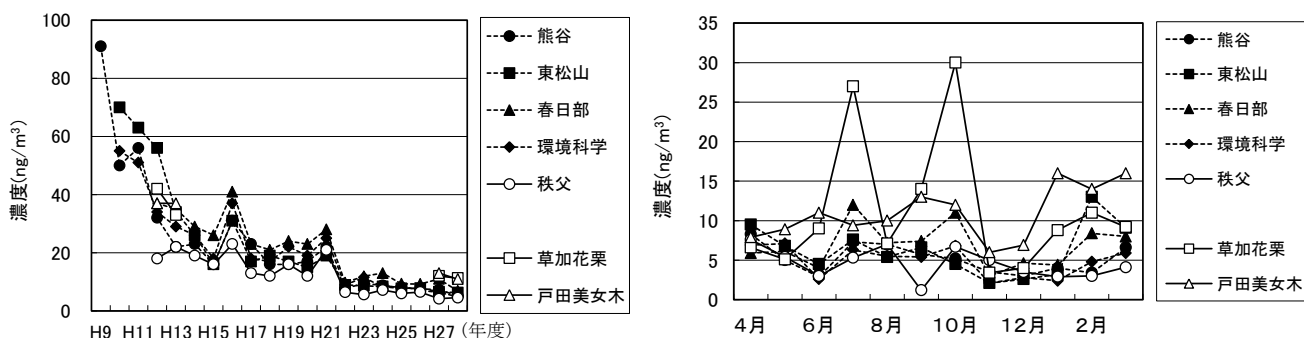 濃度(ng/m³)
100
80
60
40
20
0
H9 H11 H13 H15 H17 H19 H21 H23 H25 H27 (年度)
熊谷
東松山
春日部
環境科学
秩父
草加花栗
戸田美女木
濃度(ng/m³)
35
30
25
20
15
10
5
0
4月 6月 8月 10月 12月 2月
熊谷
東松山
春日部
環境科学
秩父
草加花栗
戸田美女木